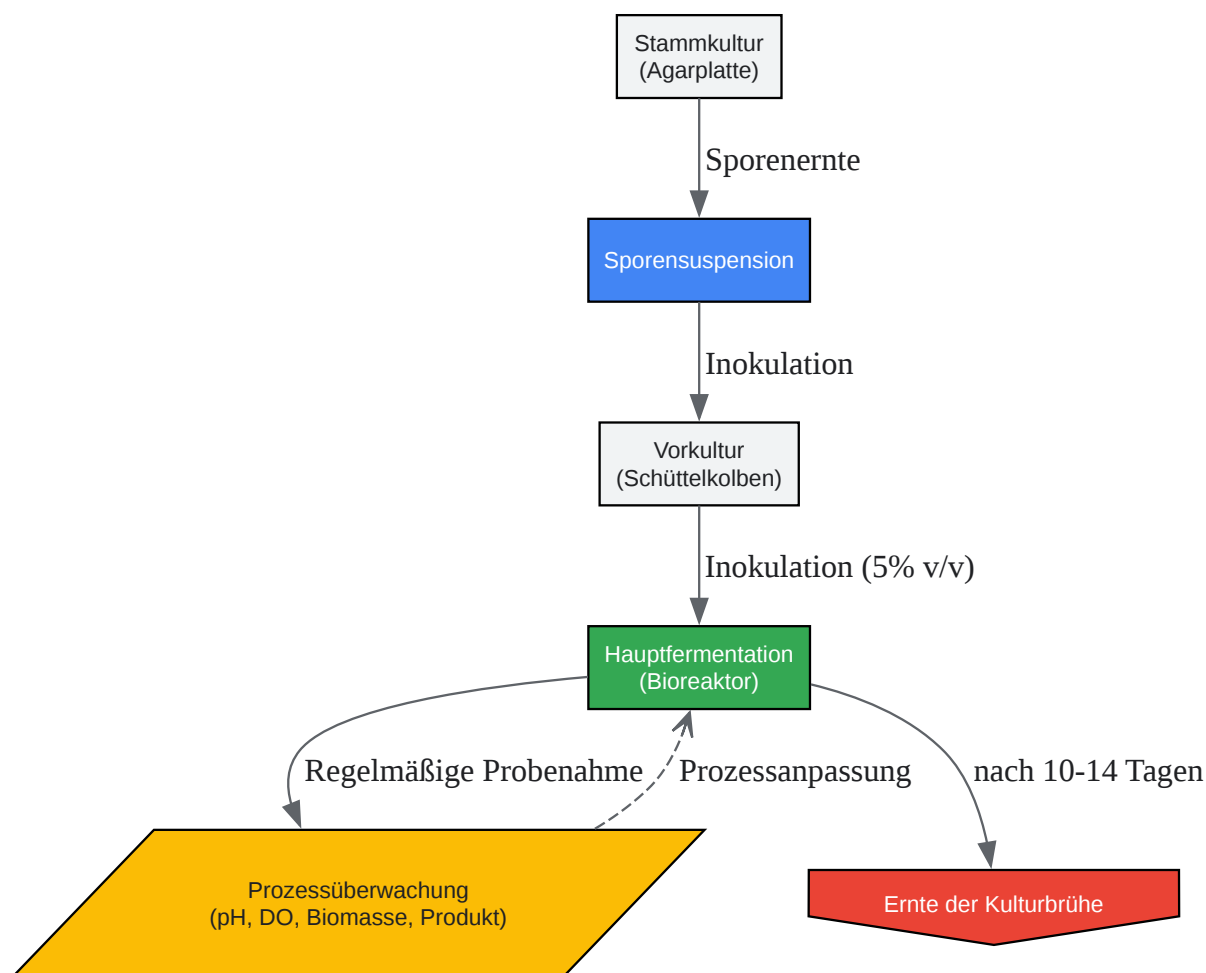 Stammkultur
(Agarplatte)
Sporenernte
Sporensuspension
Inokulation
Vorkultur
(Schüttelkolben)
Inokulation (5% v/v)
Hauptfermentation
(Bioreaktor)
Regelmäßige Probenahme
Prozessanpassung
nach 10-14 Tagen
Prozessüberwachung
(pH, DO, Biomasse, Produkt)
Ernte der Kulturbrühe